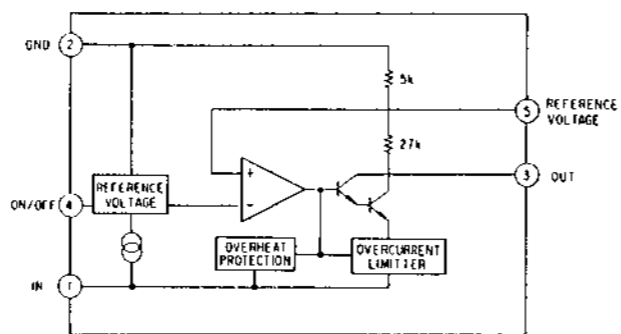 GND 2
5k
5 REFERENCE
VOLTAGE
27k
3 OUT
REFERENCE
VOLTAGE
+
-
ON/OFF 4
OVERHEAT
PROTECTION
OVERCURRENT
LIMITTER
IN 1